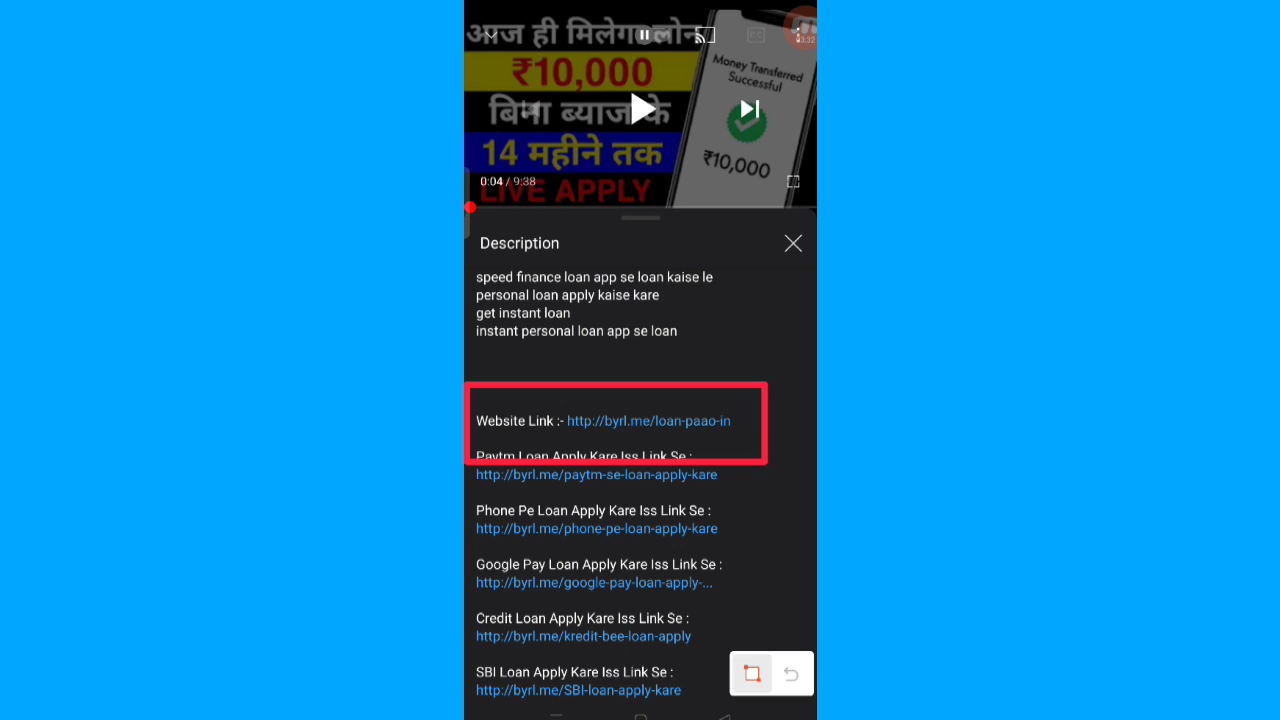 आज ही मिलेगा लोन
₹10,000
बिना ब्याज के
14 महीने तक
LIVE APPLY
Money Transferred
Successful
₹10,000
0:04 / 9:38
Description
speed finance loan app se loan kaise le
personal loan apply kaise kare
get instant loan
instant personal loan app se loan
Website Link :- http://byrl.me/loan-paao-in
Paytm Loan Apply Kare Iss Link Se :
http://byrl.me/paytm-se-loan-apply-kare
Phone Pe Loan Apply Kare Iss Link Se :
http://byrl.me/phone-pe-loan-apply-kare
Google Pay Loan Apply Kare Iss Link Se :
http://byrl.me/google-pay-loan-apply-...
Credit Loan Apply Kare Iss Link Se :
http://byrl.me/kredit-bee-loan-apply
SBI Loan Apply Kare Iss Link Se :
http://byrl.me/SBI-loan-apply-kare